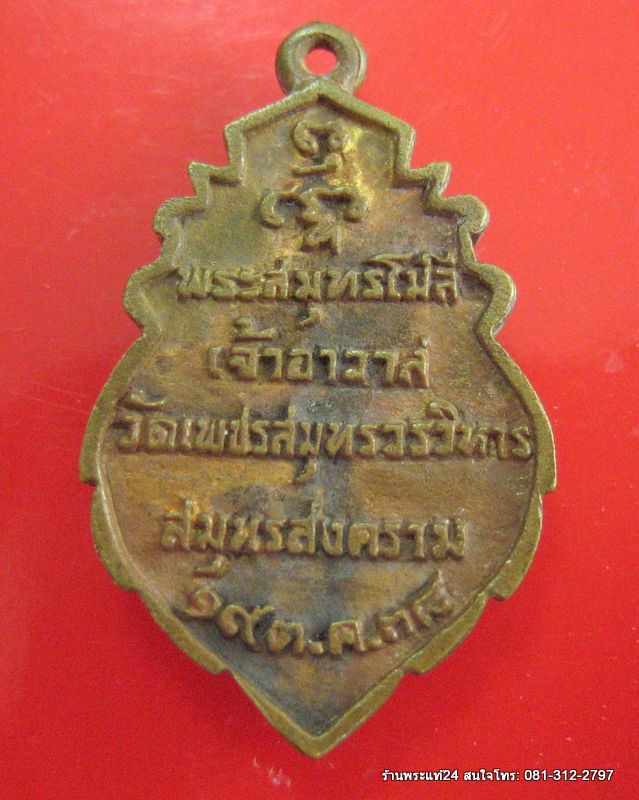 พระสมุทรโมลี
เจ้าอาวาส
วัดเพชรสมุทรวรวิหาร
สมุทรสงคราม
๑๙ ต.ค. ๓๘
ร้านพระแท้24 สนใจโทร: 081-312-2797